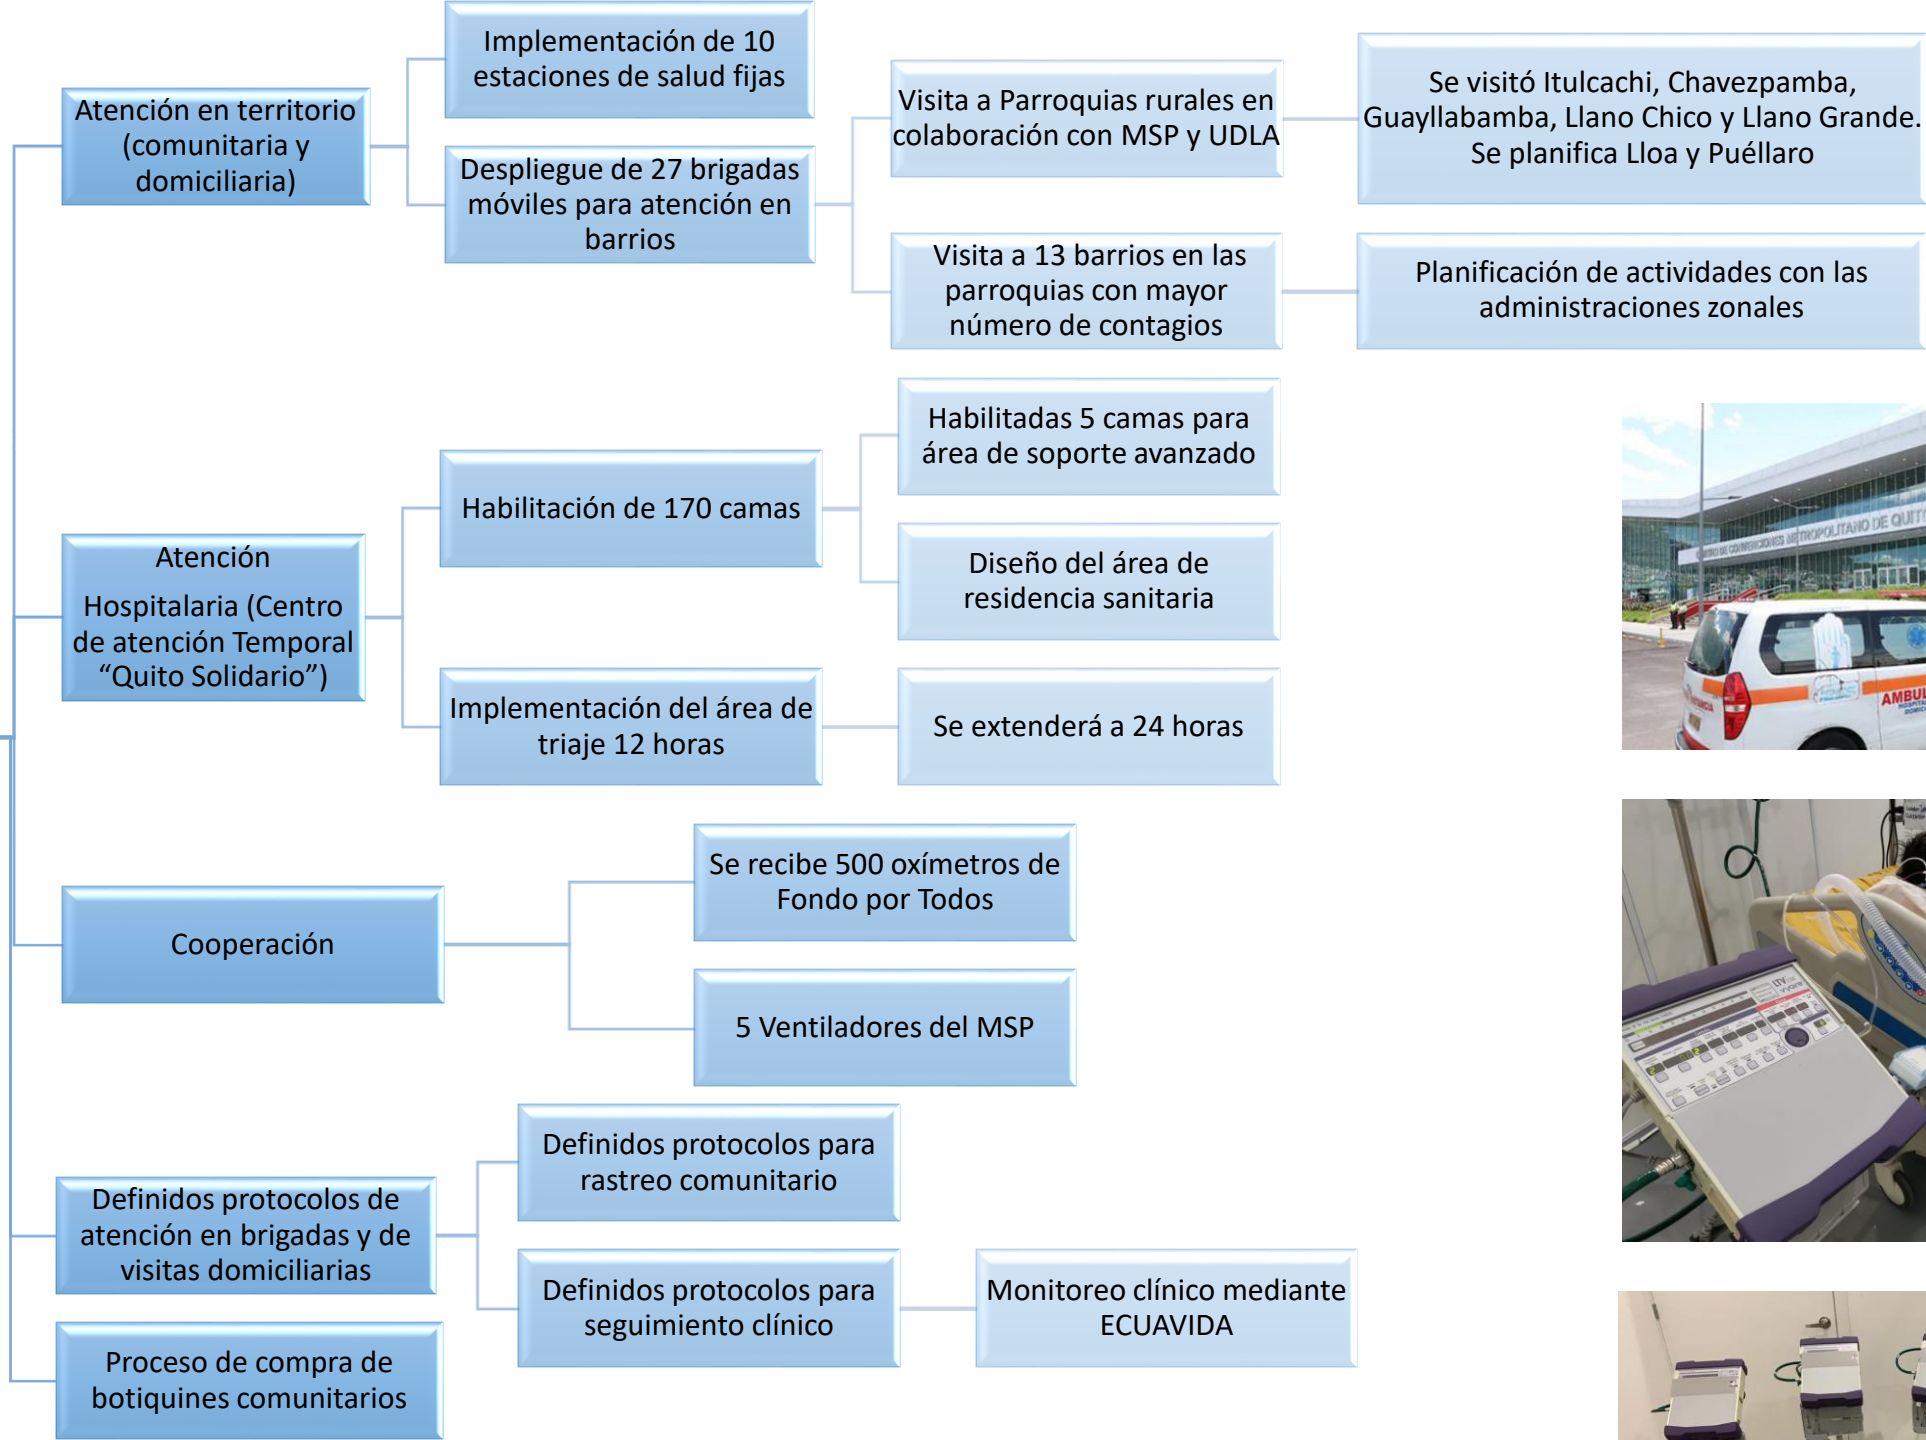 Implementación de 10
estaciones de salud fijas
Atención en territorio
(comunitaria y
domiciliaria)
Despliegue de 27 brigadas
móviles para atención en
barrios
Visita a Parroquias rurales en
colaboración con MSP y UDLA
Se visitó Itulcachi, Chavezpamba,
Guayllabamba, Llano Chico y Llano Grande.
Se planifica Lloa y Puéllaro
Visita a 13 barrios en las
parroquias con mayor
número de contagios
Planificación de actividades con las
administraciones zonales
Atención
Hospitalaria (Centro
de atención Temporal
“Quito Solidario”)
Habilitación de 170 camas
Habilitadas 5 camas para
área de soporte avanzado
Diseño del área de
residencia sanitaria
Implementación del área de
triaje 12 horas
Se extenderá a 24 horas
Cooperación
Se recibe 500 oxímetros de
Fondo por Todos
5 Ventiladores del MSP
Definidos protocolos de
atención en brigadas y de
visitas domiciliarias
Definidos protocolos para
rastreo comunitario
Definidos protocolos para
seguimiento clínico
Monitoreo clínico mediante
ECUAVIDA
Proceso de compra de
botiquines comunitarios
DE CONVENCIONES METROPOLITANO DE QUIT
AMBUL
LTV